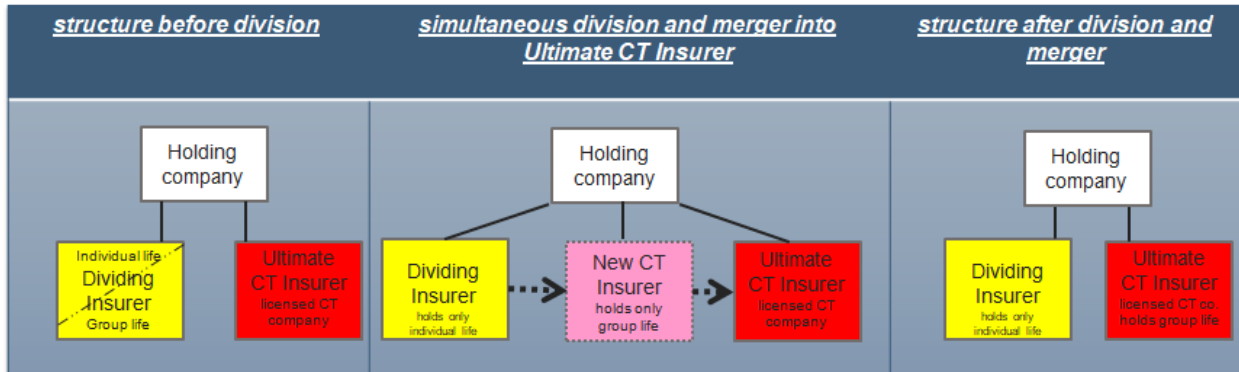 structure before division
simultaneous division and merger into
Ultimate CT Insurer
structure after division and
merger
Holding
company
Individual life
Dividing
Insurer
Group life
Ultimate
CT Insurer
licensed CT
company
Holding
company
Dividing
Insurer
holds only
individual life
New CT
Insurer
holds only
group life
Ultimate
CT Insurer
licensed CT
company
Holding
company
Dividing
Insurer
holds only
individual life
Ultimate
CT Insurer
licensed CT co.
holds group life